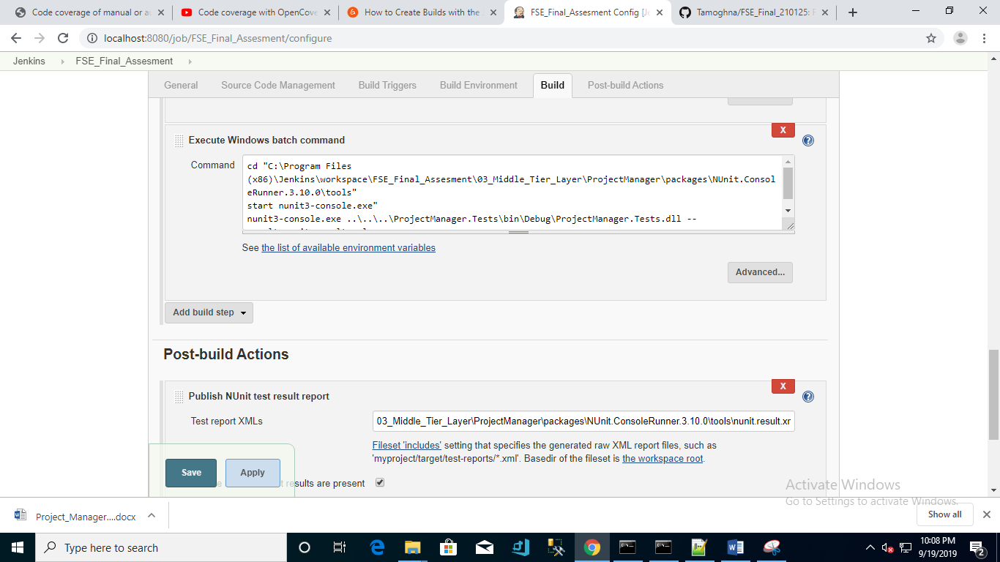 Code coverage of manual or au
Code coverage with OpenCove
How to Create Builds with the
FSE_Final_Assesment Config [Je
Tamoghna/FSE_Final_210125: F
localhost:8080/job/FSE_Final_Assesment/configure
Jenkins
FSE_Final_Assesment
General
Source Code Management
Build Triggers
Build Environment
Build
Post-build Actions
X
Execute Windows batch command
Command
cd "C:\Program Files
(x86)\Jenkins\workspace\FSE_Final_Assesment\03_Middle_Tier_Layer\ProjectManager\packages\NUnit.Consol
eRunner.3.10.0\tools"
start nunit3-console.exe"
nunit3-console.exe ..\..\..\ProjectManager.Tests\bin\Debug\ProjectManager.Tests.dll --
See the list of available environment variables
Advanced...
Add build step
Post-build Actions
X
Publish NUnit test result report
Test report XMLs
03_Middle_Tier_Layer\ProjectManager\packages\NUnit.ConsoleRunner.3.10.0\tools\nunit.result.xr
Fileset 'includes' setting that specifies the generated raw XML report files, such as
'myproject/target/test-reports/*.xml'. Basedir of the fileset is the workspace root.
Save
Apply
results are present
Activate Windows
Go to Settings to activate Windows.
Project_Manager....docx
Show all
Type here to search
10:08 PM
9/19/2019
2